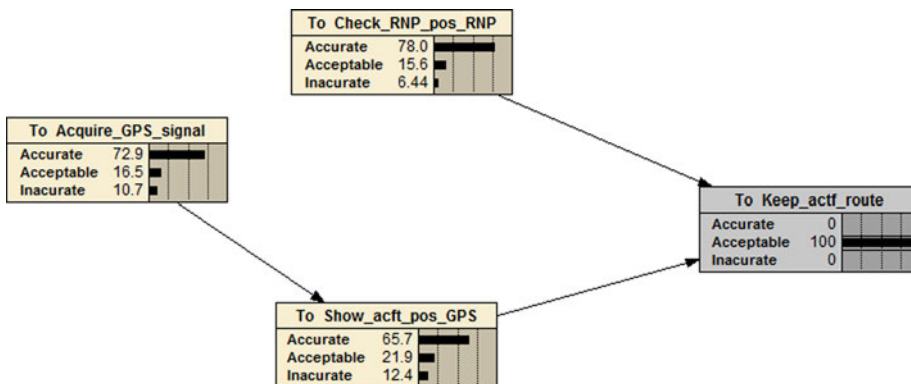 To Check_RNP_pos_RNP
Accurate 78.0
Acceptable 15.6
Inacurate 6.44
To Acquire_GPS_signal
Accurate 72.9
Acceptable 16.5
Inacurate 10.7
To Keep_actf_route
Accurate 0
Acceptable 100
Inacurate 0
To Show_acft_pos_GPS
Accurate 65.7
Acceptable 21.9
Inacurate 12.4